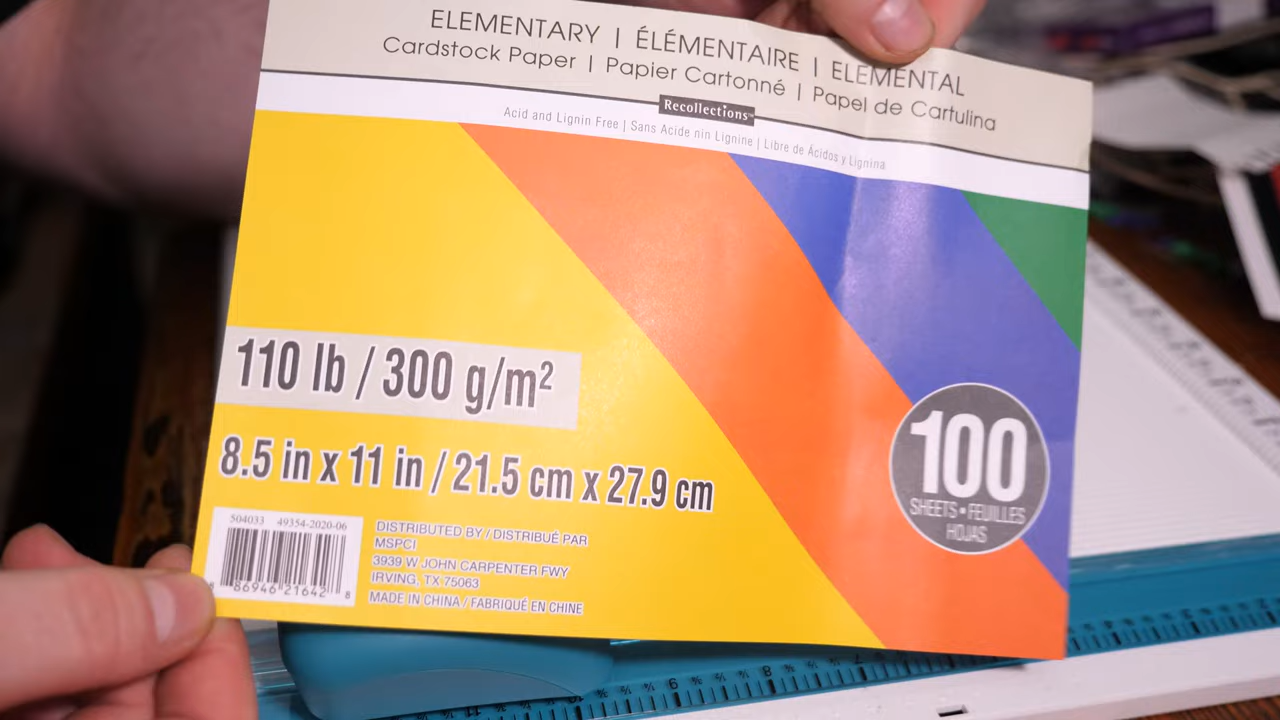 ELEMENTARY | ÉLÉMENTAIRE | ELEMENTAL
Cardstock Paper | Papier Cartonné | Papel de Cartulina
Recollections™
Acid and Lignin Free | Sans Acide nin Lignine | Libre de Ácidos y Lignina
110 lb / 300 g/m²
8.5 in x 11 in / 21.5 cm x 27.9 cm
100
SHEETS • FEUILLES
HOJAS
504033 49354-2020-06
86946 21642 8
DISTRIBUTED BY / DISTRIBUÉ PAR
MSPCI
3939 W JOHN CARPENTER FWY
IRVING, TX 75063
MADE IN CHINA / FABRIQUÉ EN CHINE
7
8
9